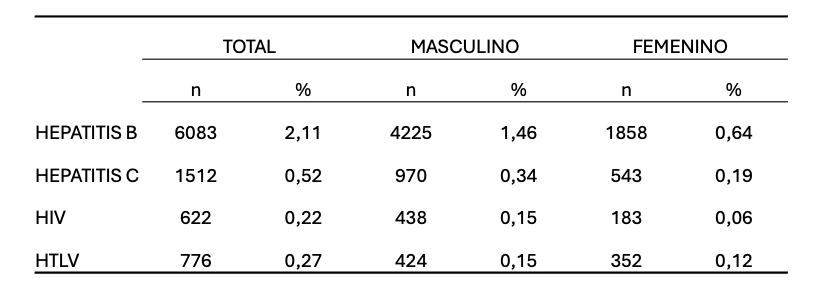 TOTAL MASCULINO FEMENINO
n % n % n %
HEPATITIS B 6083 2,11 4225 1,46 1858 0,64
HEPATITIS C 1512 0,52 970 0,34 543 0,19
HIV 622 0,22 438 0,15 183 0,06
HTLV 776 0,27 424 0,15 352 0,12